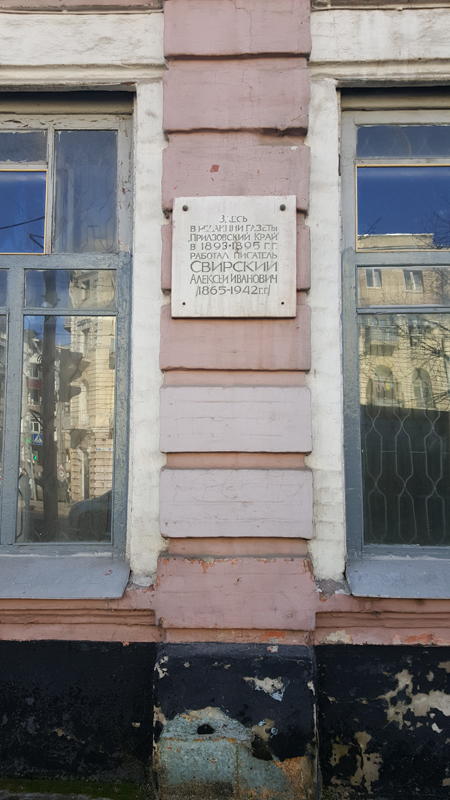 ЗДЕСЬ
В РЕДАКЦИИ ГАЗЕТЫ
„ПРИАЗОВСКИЙ КРАЙ
В 1893-1895 Г.Г.
РАБОТАЛ ПИСАТЕЛЬ
СВИРСКИЙ
АЛЕКСЕЙ ИВАНОВИЧ
/1865-1942 г.г./